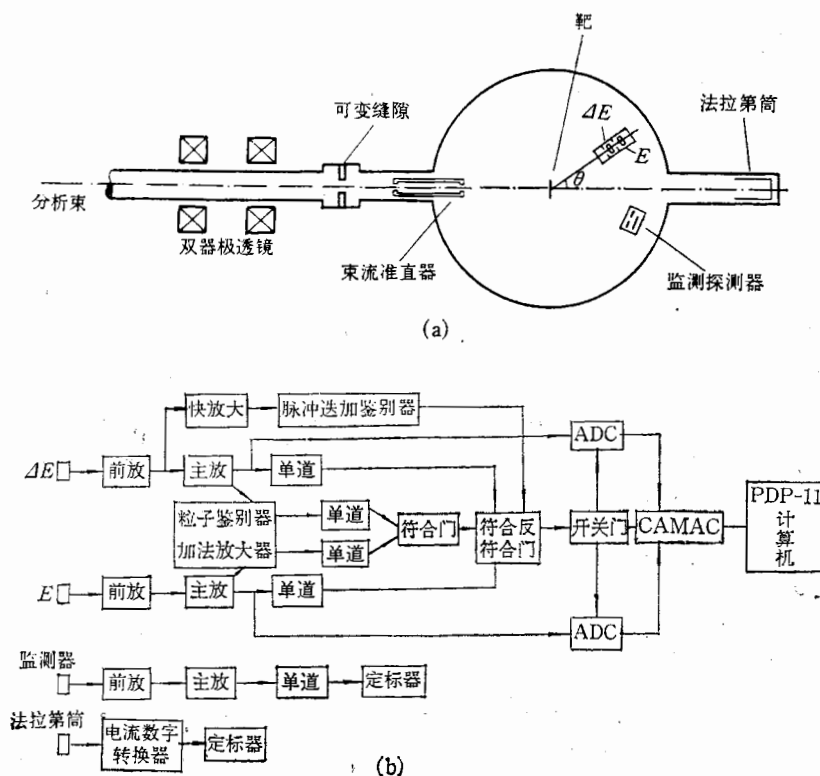 靶
可变缝隙
法拉第筒
ΔE
E
θ
分析束
双器极透镜
束流准直器
监测探测器
(a)
快放大
脉冲迭加鉴别器
ADC
ΔE
前放
主放
单道
粒子鉴别器
加法放大器
单道
单道
符合门
符合反
符合门
开关门
CAMAC
PDP-11
计
算
机
E
前放
主放
单道
ADC
监测器
前放
主放
单道
定标器
法拉第筒
电流数字
转换器
定标器
(b)